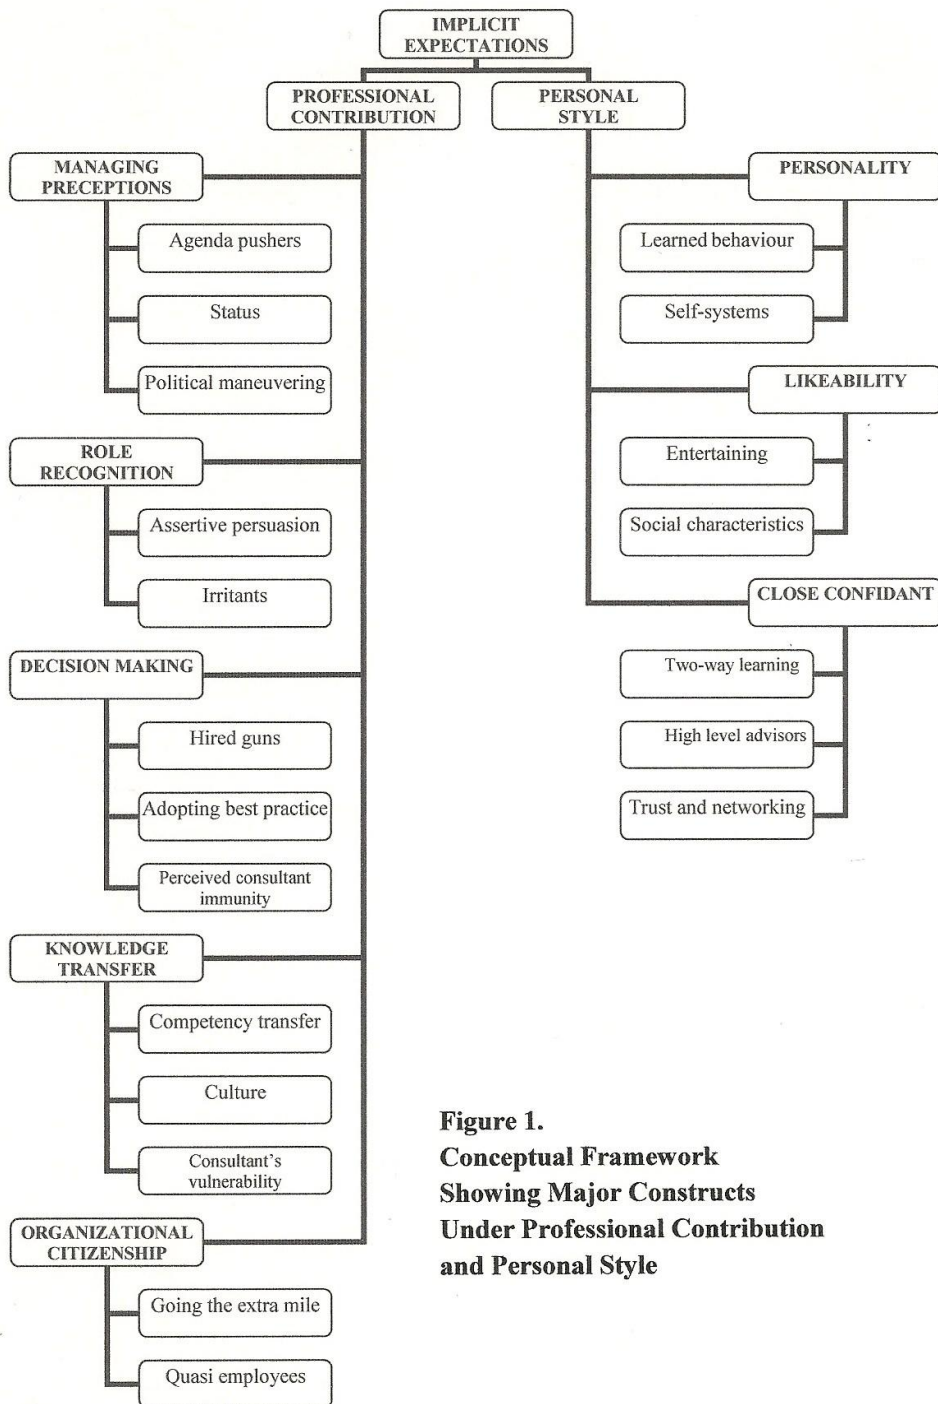 IMPLICIT
EXPECTATIONS
PROFESSIONAL
CONTRIBUTION
PERSONAL
STYLE
MANAGING
PRECEPTIONS
Agenda pushers
Status
Political maneuvering
ROLE
RECOGNITION
Assertive persuasion
Irritants
DECISION MAKING
Hired guns
Adopting best practice
Perceived consultant
immunity
KNOWLEDGE
TRANSFER
Competency transfer
Culture
Consultant's
vulnerability
ORGANIZATIONAL
CITIZENSHIP
Going the extra mile
Quasi employees
PERSONALITY
Learned behaviour
Self-systems
LIKEABILITY
Entertaining
Social characteristics
CLOSE CONFIDANT
Two-way learning
High level advisors
Trust and networking
Figure 1.
Conceptual Framework
Showing Major Constructs
Under Professional Contribution
and Personal Style